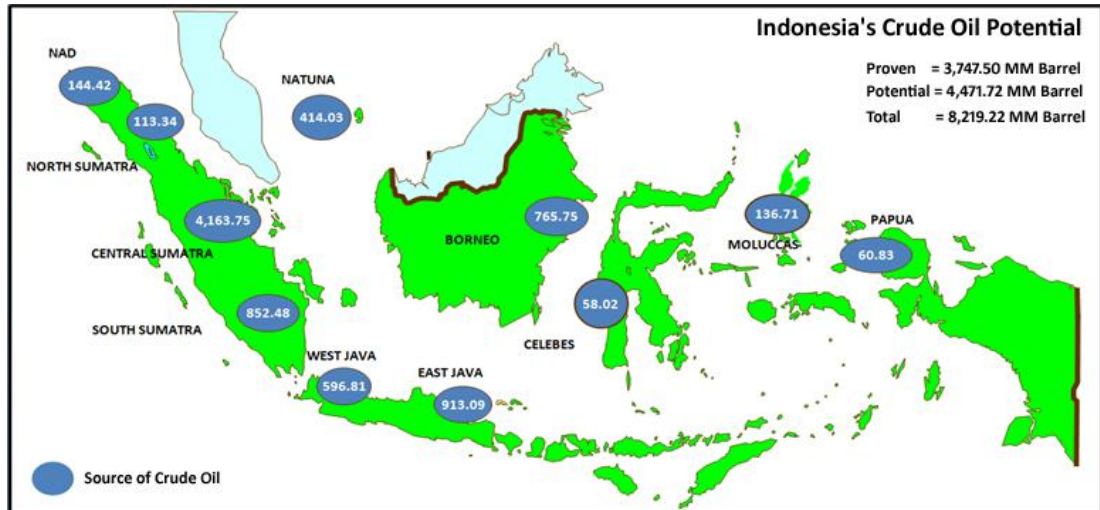 Indonesia's Crude Oil Potential
Proven = 3,747.50 MM Barrel
Potential = 4,471.72 MM Barrel
Total = 8,219.22 MM Barrel
NAD
144.42
NATUNA
414.03
113.34
NORTH SUMATRA
4,163.75
CENTRAL SUMATRA
765.75
BORNEO
136.71
MOLUCCAS
PAPUA
60.83
852.48
SOUTH SUMATRA
58.02
CELEBES
WEST JAVA
596.81
EAST JAVA
913.09
Source of Crude Oil